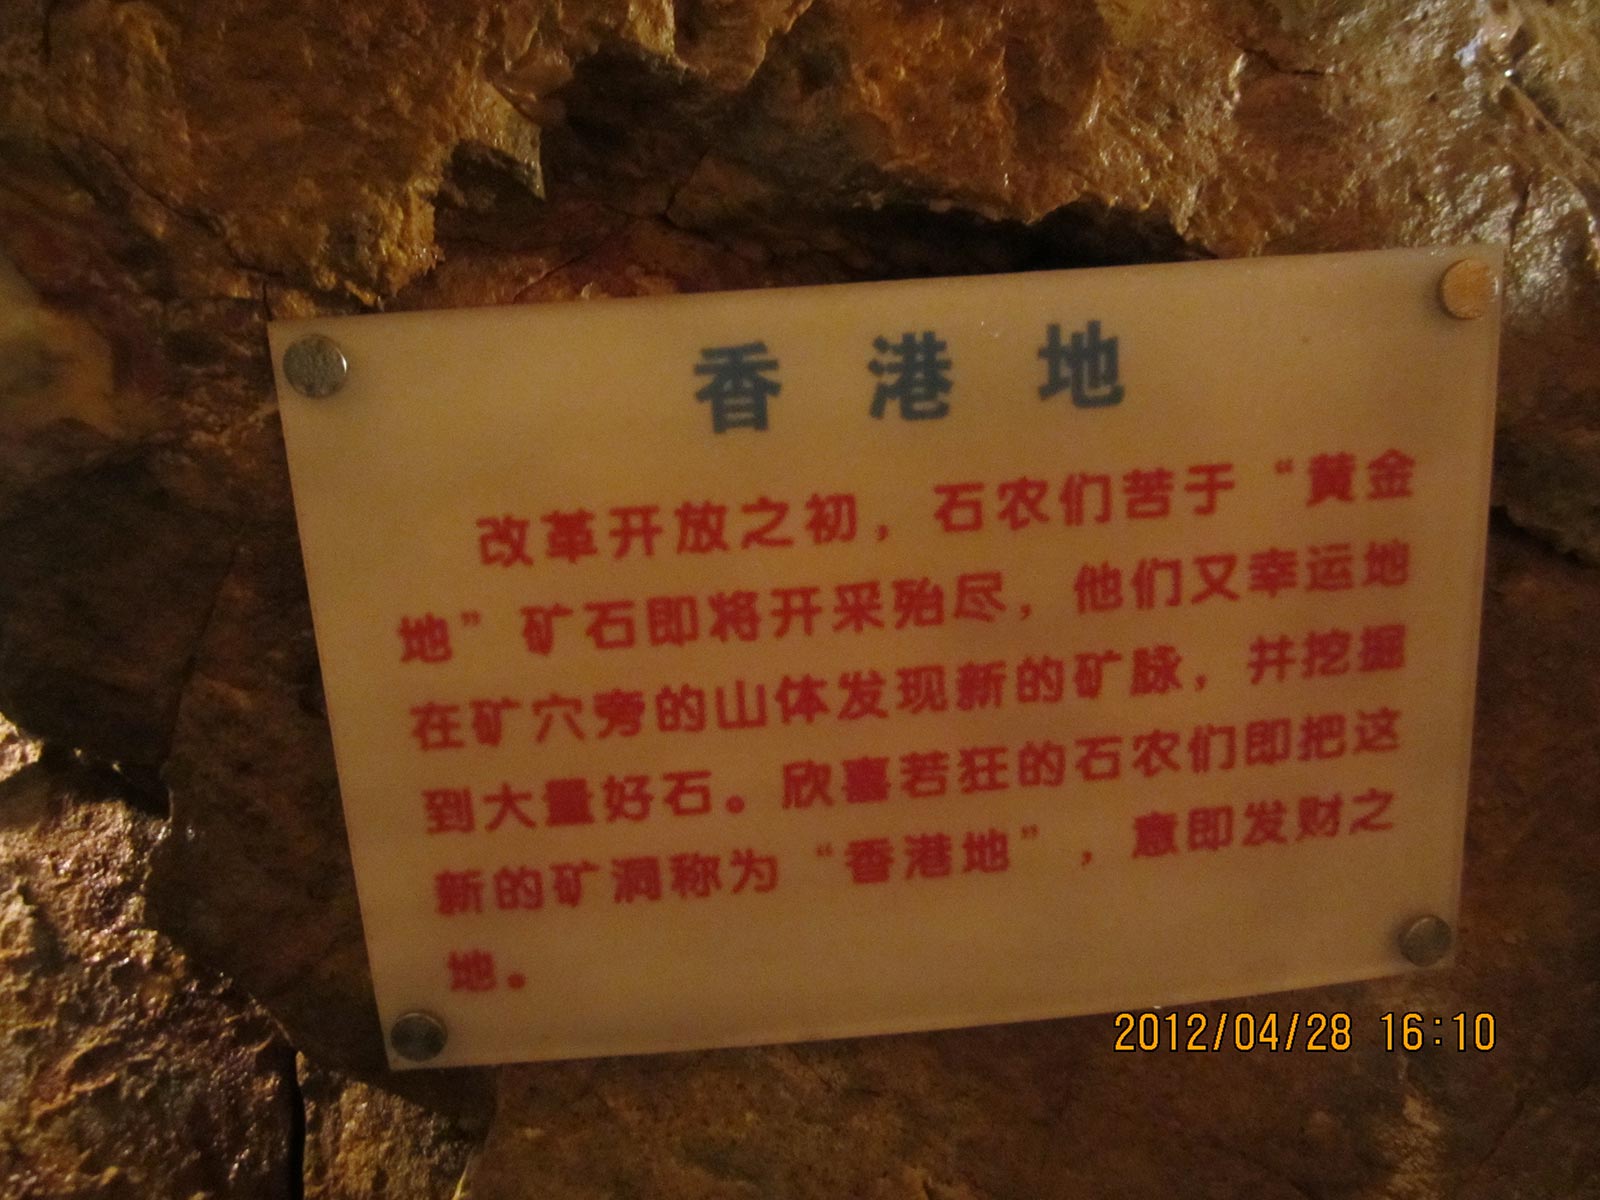 香港地
改革开放之初，石农们苦于“黄金
地”矿石即将开采殆尽，他们又幸运地
在矿穴旁的山体发现新的矿脉，并挖掘
到大量好石。欣喜若狂的石农们即把这
新的矿洞称为“香港地”，意即发财之
地。
2012/04/28 16:10